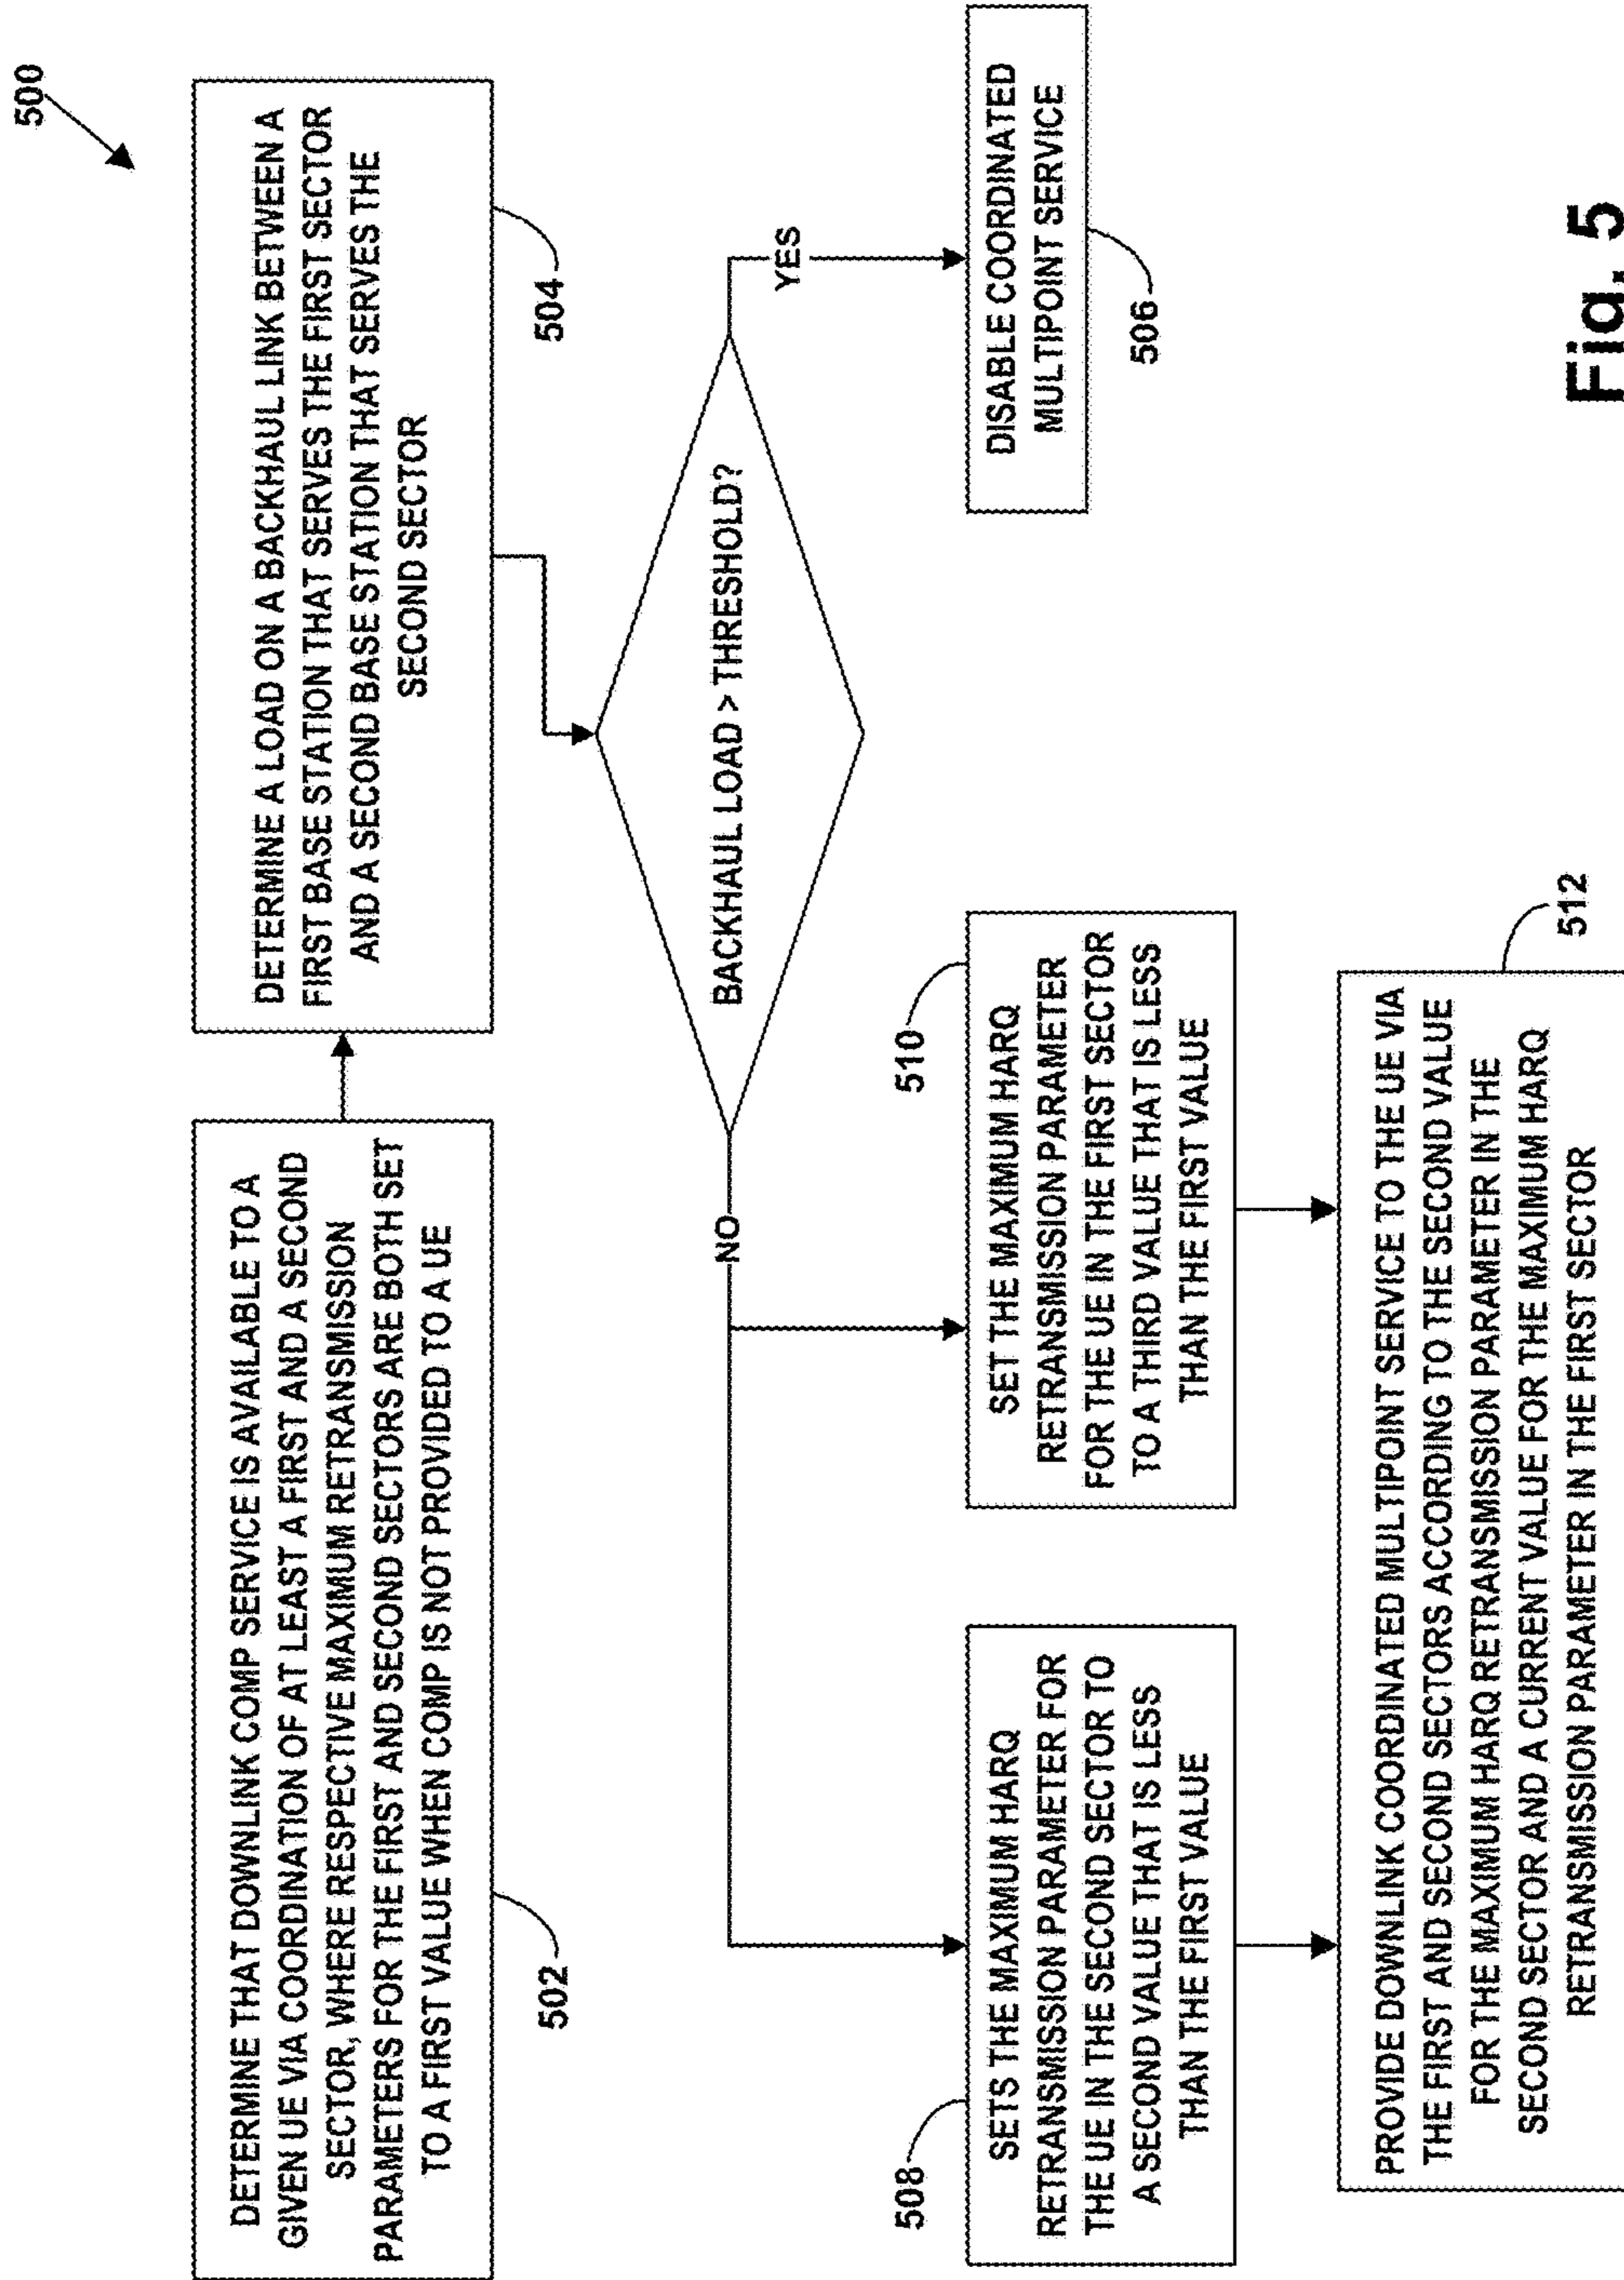 500
DETERMINE THAT DOWNLINK COMP SERVICE IS AVAILABLE TO A
GIVEN UE VIA COORDINATION OF AT LEAST A FIRST AND A SECOND
SECTOR, WHERE RESPECTIVE MAXIMUM RETRANSMISSION
PARAMETERS FOR THE FIRST AND SECOND SECTORS ARE BOTH SET
TO A FIRST VALUE WHEN COMP IS NOT PROVIDED TO A UE
502
DETERMINE A LOAD ON A BACKHAUL LINK BETWEEN A
FIRST BASE STATION THAT SERVES THE FIRST SECTOR
AND A SECOND BASE STATION THAT SERVES THE
SECOND SECTOR
504
BACKHAUL LOAD > THRESHOLD?
NO
YES
DISABLE COORDINATED
MULTIPOINT SERVICE
506
508
SETS THE MAXIMUM HARQ
RETRANSMISSION PARAMETER FOR
THE UE IN THE SECOND SECTOR TO
A SECOND VALUE THAT IS LESS
THAN THE FIRST VALUE
510
SET THE MAXIMUM HARQ
RETRANSMISSION PARAMETER
FOR THE UE IN THE FIRST SECTOR
TO A THIRD VALUE THAT IS LESS
THAN THE FIRST VALUE
512
PROVIDE DOWNLINK COORDINATED MULTIPOINT SERVICE TO THE UE VIA
THE FIRST AND SECOND SECTORS ACCORDING TO THE SECOND VALUE
FOR THE MAXIMUM HARQ RETRANSMISSION PARAMETER IN THE
SECOND SECTOR AND A CURRENT VALUE FOR THE MAXIMUM HARQ
RETRANSMISSION PARAMETER IN THE FIRST SECTOR
Fig. 5